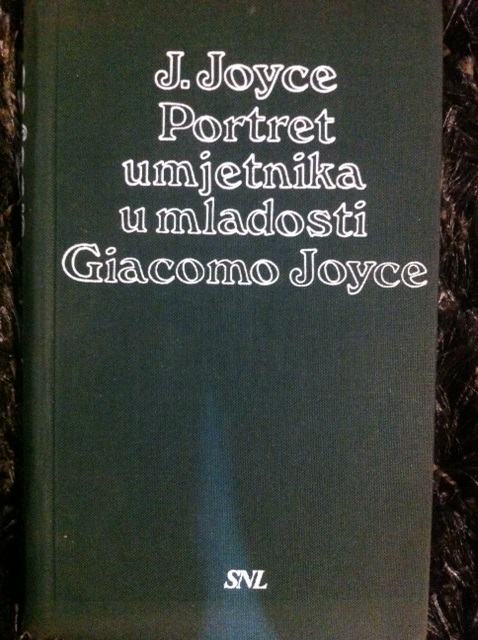 J. Joyce
Portret
umjetnika
u mladosti
Giacomo Joyce
SNL